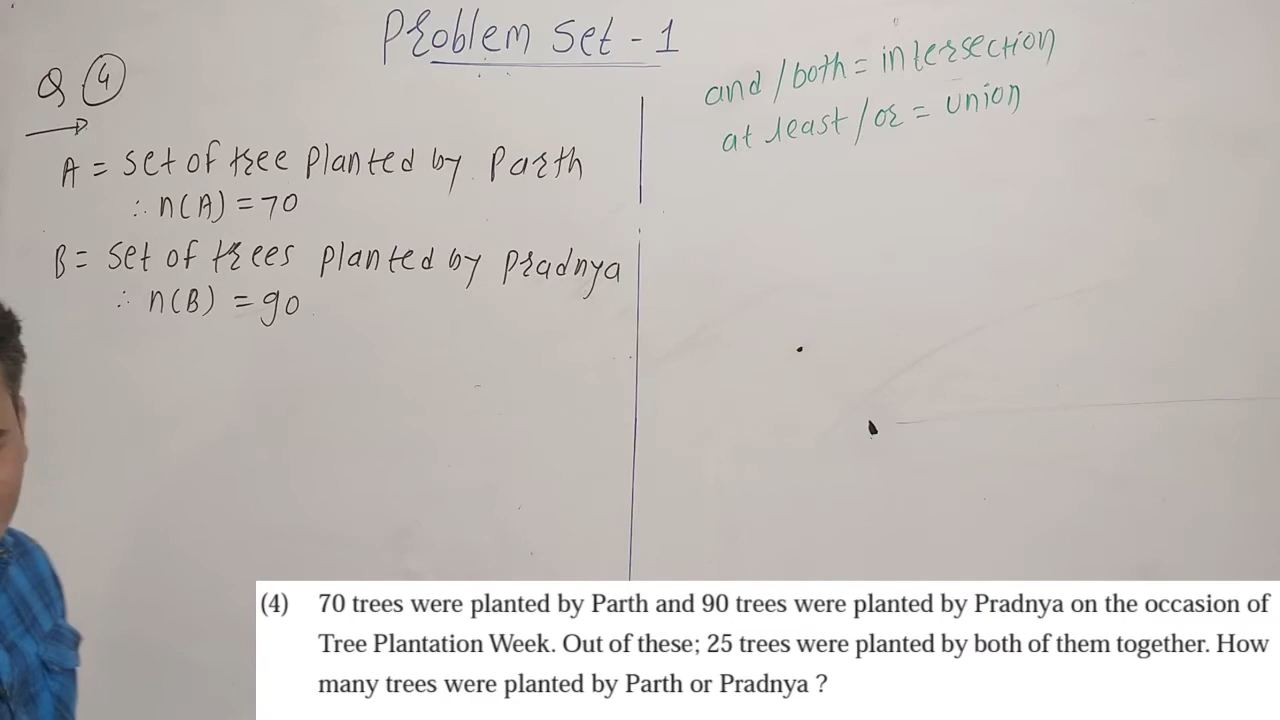 Problem Set - 1
Q 4
A = Set of tree planted by Parth
∴ n(A) = 70
B = Set of trees planted by Pradnya
∴ n(B) = 90
and / both = intersection
at least / or = union
(4) 70 trees were planted by Parth and 90 trees were planted by Pradnya on the occasion of
Tree Plantation Week. Out of these; 25 trees were planted by both of them together. How
many trees were planted by Parth or Pradnya ?